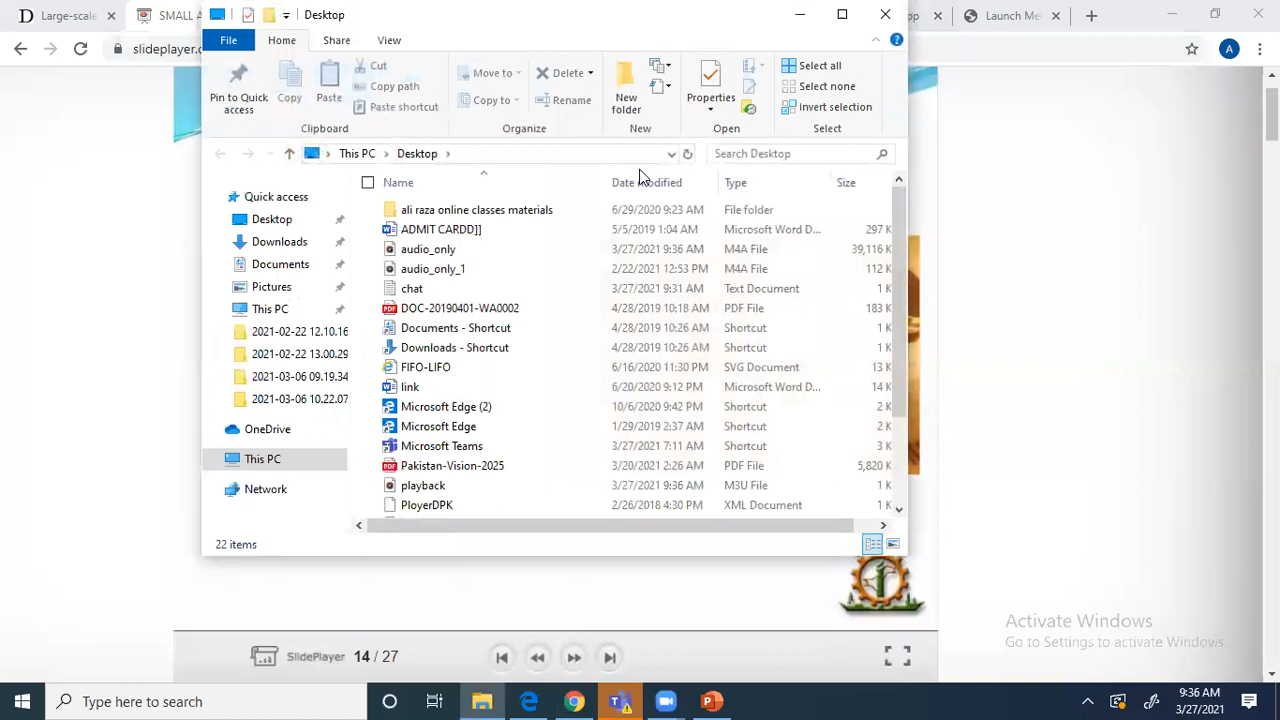 Large-scale
SMALL A
Desktop
pp
Launch Me
slideplayer.c
A
File Home Share View
Pin to Quick access
Copy
Paste
Cut
Copy path
Paste shortcut
Clipboard
Move to
Copy to
Delete
Rename
Organize
New folder
New
Properties
Open
Select all
Select none
Invert selection
Select
This PC
Desktop
Search Desktop
Quick access
Desktop
Downloads
Documents
Pictures
This PC
2021-02-22 12.10.16
2021-02-22 13.00.29
2021-03-06 09.19.34
2021-03-06 10.22.07
OneDrive
This PC
Network
Name Date modified Type Size
ali raza online classes materials 6/29/2020 9:23 AM File folder
ADMIT CARDD]] 5/5/2019 1:04 AM Microsoft Word D... 297 K
audio_only 3/27/2021 9:36 AM M4A File 39,116 K
audio_only_1 2/22/2021 12:53 PM M4A File 112 K
chat 3/27/2021 9:31 AM Text Document 1 K
DOC-20190401-WA0002 4/28/2019 10:18 AM PDF File 183 K
Documents - Shortcut 4/28/2019 10:26 AM Shortcut 1 K
Downloads - Shortcut 4/28/2019 10:26 AM Shortcut 1 K
FIFO-LIFO 6/16/2020 11:30 PM SVG Document 13 K
link 6/20/2020 9:12 PM Microsoft Word D... 14 K
Microsoft Edge (2) 10/6/2020 9:42 PM Shortcut 2 K
Microsoft Edge 1/29/2019 2:37 AM Shortcut 2 K
Microsoft Teams 3/27/2021 7:11 AM Shortcut 3 K
Pakistan-Vision-2025 3/20/2021 2:26 AM PDF File 5,820 K
playback 3/27/2021 9:36 AM M3U File 1 K
PloyerDPK 2/26/2018 4:30 PM XML Document 1 K
22 items
Activate Windows
Go to Settings to activate Windows.
SlidePlayer 14 / 27
Type here to search
9:36 AM
3/27/2021